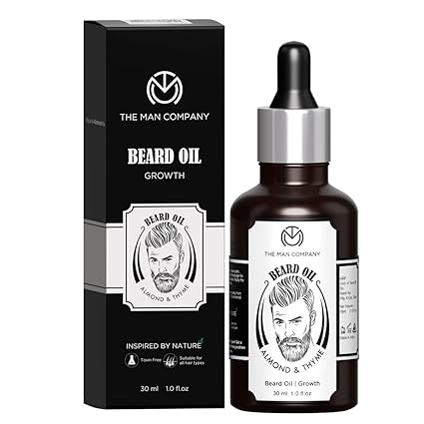 THE MAN COMPANY
BEARD OIL
GROWTH
BEARD OIL
ALMOND & THYME
INSPIRED BY NATURE
Toxin Free
Suitable for
all hair types
30 ml 1.0 fl.oz
THE MAN COMPANY
BEARD OIL
ALMOND & THYME
Beard Oil | Growth
30 ml 1.0 fl.oz